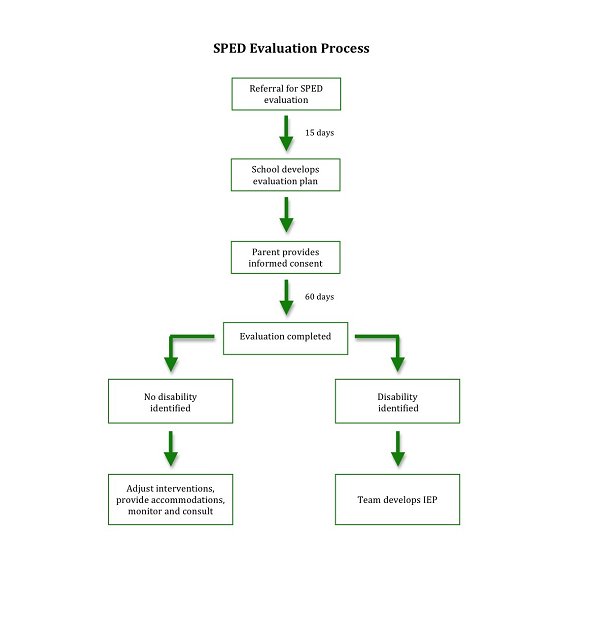 SPED Evaluation Process
Referral for SPED
evaluation
15 days
School develops
evaluation plan
Parent provides
informed consent
60 days
Evaluation completed
No disability
identified
Disability
identified
Adjust interventions,
provide accommodations,
monitor and consult
Team develops IEP